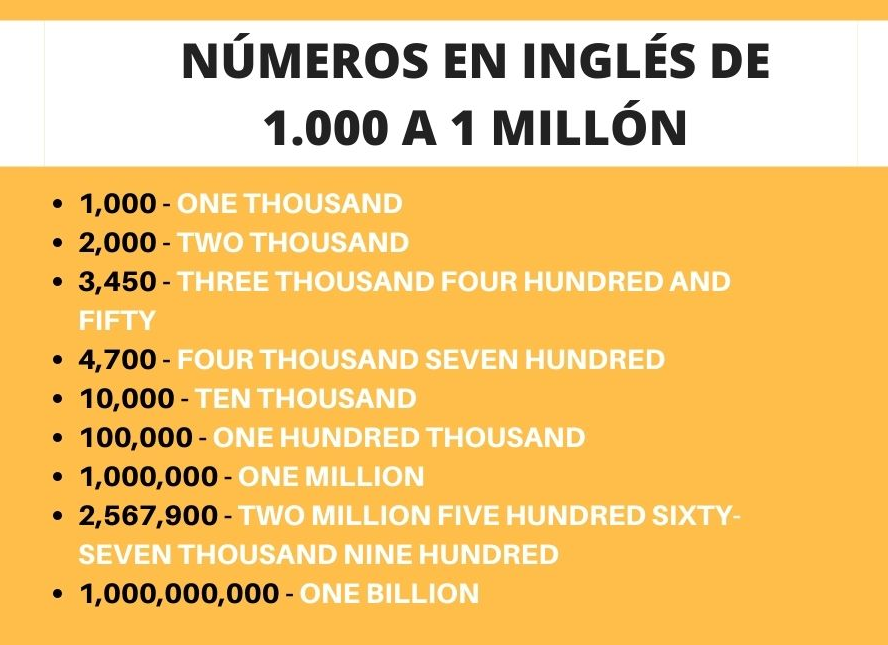 NÚMEROS EN INGLÉS DE
1.000 A 1 MILLÓN
• 1,000 - ONE THOUSAND
• 2,000 - TWO THOUSAND
• 3,450 - THREE THOUSAND FOUR HUNDRED AND
FIFTY
• 4,700 - FOUR THOUSAND SEVEN HUNDRED
• 10,000 - TEN THOUSAND
• 100,000 - ONE HUNDRED THOUSAND
• 1,000,000 - ONE MILLION
• 2,567,900 - TWO MILLION FIVE HUNDRED SIXTY-
SEVEN THOUSAND NINE HUNDRED
• 1,000,000,000 - ONE BILLION